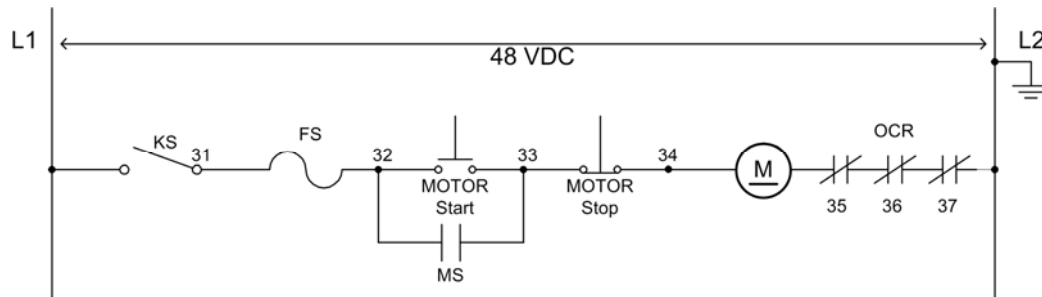 L1
48 VDC
L2
KS
31
FS
32
33
34
OCR
MOTOR
Start
MOTOR
Stop
M
35
36
37
MS